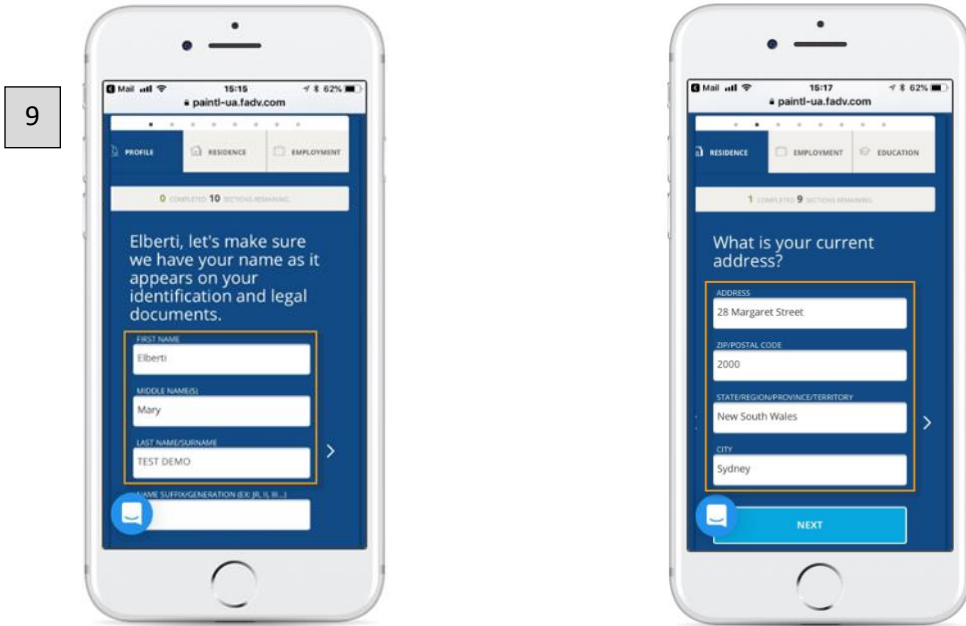 9
Mail 15:15 62%
paintl-ua.fadv.com
PROFILE RESIDENCE EMPLOYMENT
0 COMPLETED 10 SECTIONS REMAINING.
Elberti, let's make sure
we have your name as it
appears on your
identification and legal
documents.
FIRST NAME
Elberti
MIDDLE NAME(S)
Mary
LAST NAME/SURNAME
TEST DEMO
NAME SUFFIX/GENERATION (EX: JR, II, III ...)
Mail 15:17 62%
paintl-ua.fadv.com
RESIDENCE EMPLOYMENT EDUCATION
1 COMPLETED 9 SECTIONS REMAINING.
What is your current
address?
ADDRESS
28 Margaret Street
ZIP/POSTAL CODE
2000
STATE/REGION/PROVINCE/TERRITORY
New South Wales
CITY
Sydney
NEXT